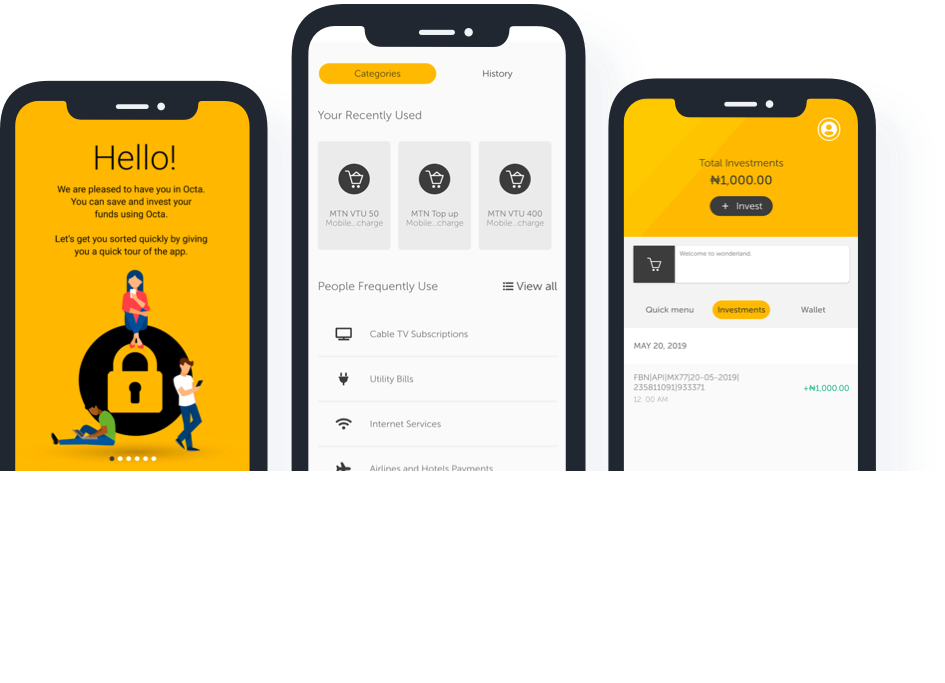 Hello!
We are pleased to have you in Octa.
You can save and invest your
funds using Octa.
Let's get you sorted quickly by giving
you a quick tour of the app.
Categories
History
Your Recently Used
MTN VTU 50
Mobile...charge
MTN Top up
Mobile...charge
MTN VTU 400
Mobile...charge
People Frequently Use
View all
Cable TV Subscriptions
Utility Bills
Internet Services
Airlines and Hotels Payments
Total Investments
₦1,000.00
+ Invest
Welcome to wonderland.
Quick menu
Investments
Wallet
MAY 20, 2019
FBN|API|MX77|20-05-2019|
235811091|933371
+₦1,000.00
12: 00 AM